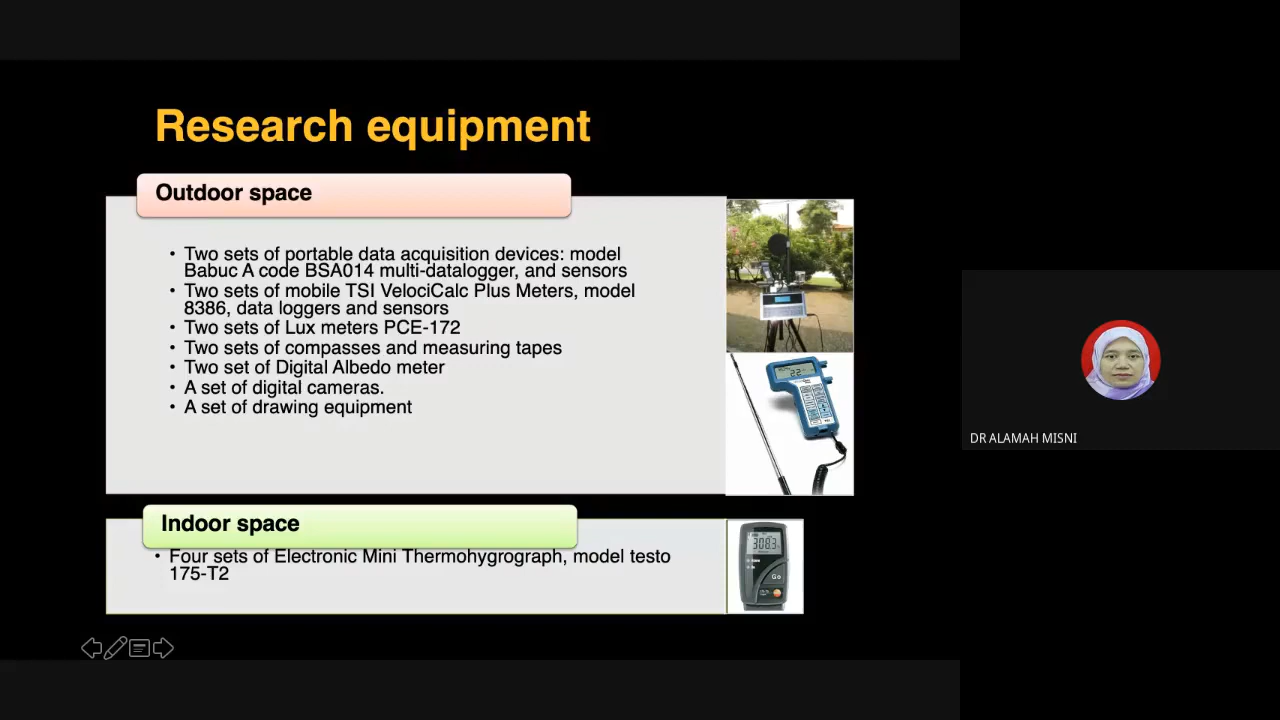 Research equipment
Outdoor space
• Two sets of portable data acquisition devices: model
Babuc A code BSA014 multi-datalogger, and sensors
• Two sets of mobile TSI VelociCalc Plus Meters, model
8386, data loggers and sensors
• Two sets of Lux meters PCE-172
• Two sets of compasses and measuring tapes
• Two set of Digital Albedo meter
• A set of digital cameras.
• A set of drawing equipment
Indoor space
• Four sets of Electronic Mini Thermohygrograph, model testo
175-T2
308.3
Go
DR ALAMAH MISNI